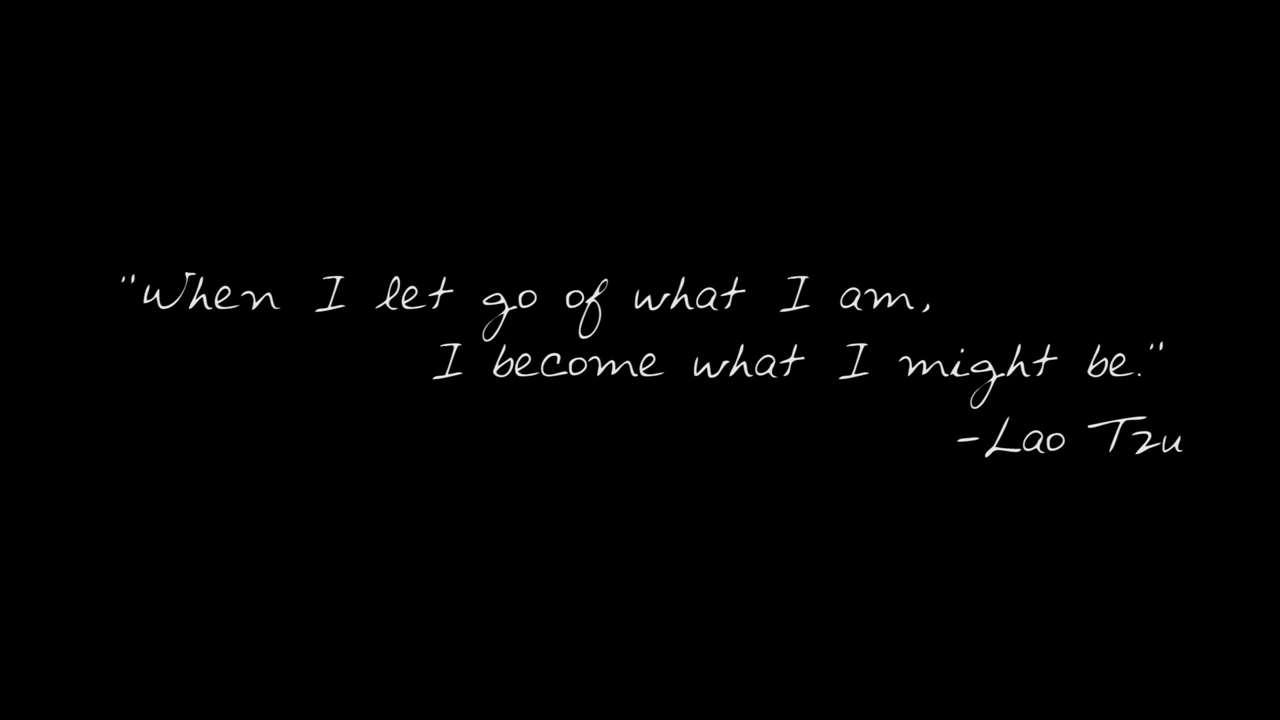 "When I let go of what I am,
I become what I might be."
-Lao Tzu